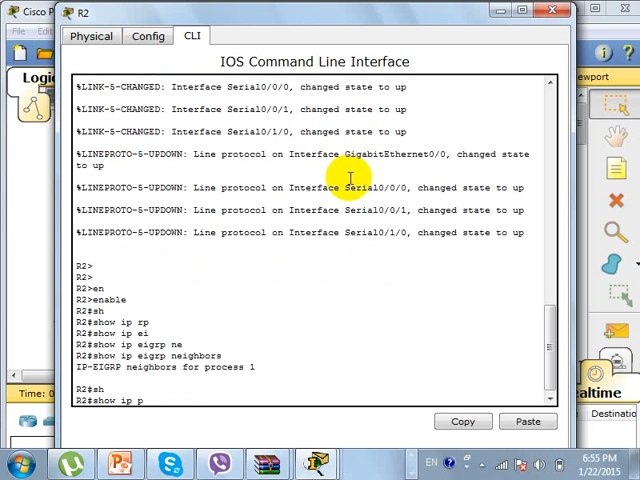 R2
Cisco P
File
Edit
Physical
Config
CLI
Logic
ewport
IOS Command Line Interface
%LINK-5-CHANGED: Interface Serial0/0/0, changed state to up
%LINK-5-CHANGED: Interface Serial0/0/1, changed state to up
%LINK-5-CHANGED: Interface Serial0/1/0, changed state to up
%LINEPROTO-5-UPDOWN: Line protocol on Interface GigabitEthernet0/0, changed state
to up
%LINEPROTO-5-UPDOWN: Line protocol on Interface Serial0/0/0, changed state to up
%LINEPROTO-5-UPDOWN: Line protocol on Interface Serial0/0/1, changed state to up
%LINEPROTO-5-UPDOWN: Line protocol on Interface Serial0/1/0, changed state to up
R2>
R2>
R2>en
R2>enable
R2#sh
R2#show ip rp
R2#show ip ei
R2#show ip eigrp ne
R2#show ip eigrp neighbors
IP-EIGRP neighbors for process 1
R2#sh
R2#show ip p
Time: 0
ealtime
Copy
Paste
Destinatio
EN
6:55 PM
1/22/2015